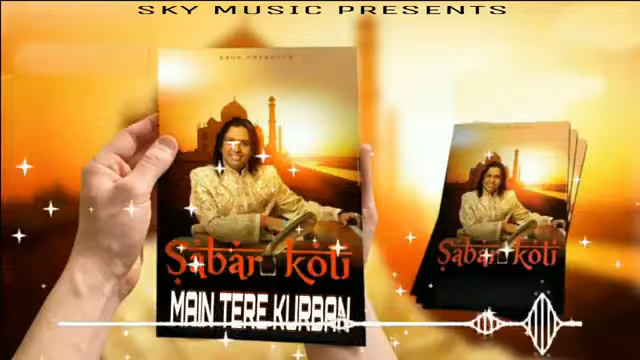 SKY MUSIC PRESENTS
Sabar koti
MAIN TERE KURBAN
Sabar koti